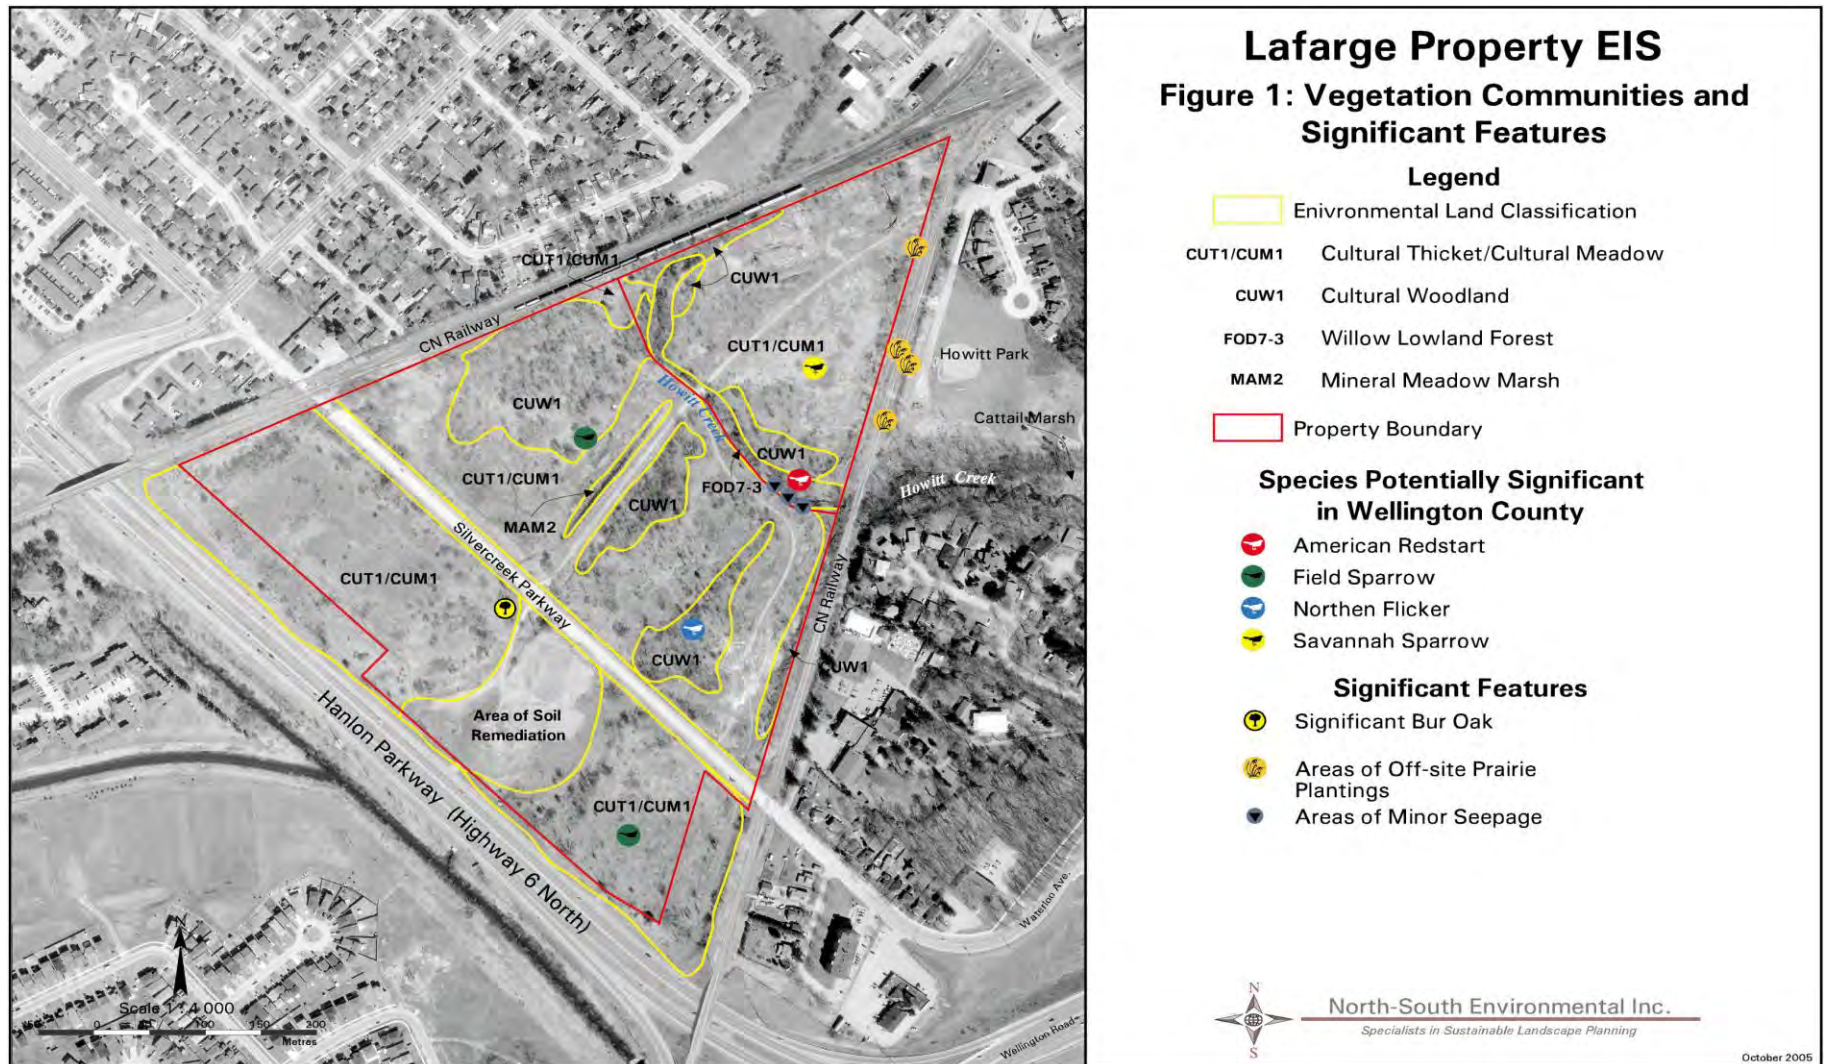 Lafarge Property EIS
Figure 1: Vegetation Communities and
Significant Features
Legend
Enivronmental Land Classification
CUT1/CUM1 Cultural Thicket/Cultural Meadow
CUW1 Cultural Woodland
FOD7-3 Willow Lowland Forest
MAM2 Mineral Meadow Marsh
Property Boundary
Species Potentially Significant
in Wellington County
American Redstart
Field Sparrow
Northen Flicker
Savannah Sparrow
Significant Features
Significant Bur Oak
Areas of Off-site Prairie
Plantings
Areas of Minor Seepage
N
S
North-South Environmental Inc.
Specialists in Sustainable Landscape Planning
October 2005
CUT1/CUM1
CUW1
CN Railway
CUT1/CUM1
Howitt Park
Howitt Creek
CUW1
Cattail Marsh
CUW1
CUT1/CUM1
FOD7-3
Howitt Creek
CUW1
MAM2
Silvercreek Parkway
CUT1/CUM1
CN Railway
CUW1
CUW1
Hanlon Parkway (Highway 6 North)
Area of Soil
Remediation
CUT1/CUM1
Waterloo Ave.
Wellington Road
N
Scale 1 : 4 000
50 0 50 100 150 200
Metres